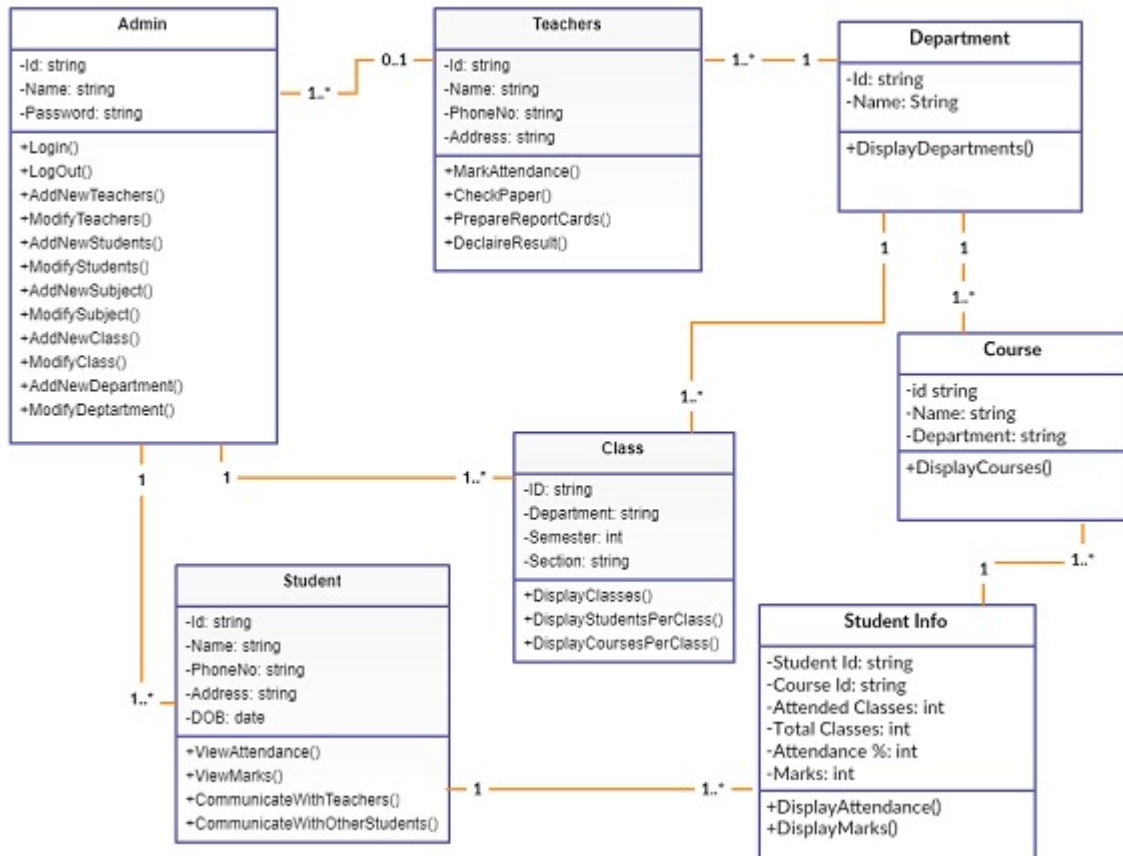 Admin
-Id: string
-Name: string
-Password: string
+Login()
+LogOut()
+AddNewTeachers()
+ModifyTeachers()
+AddNewStudents()
+ModifyStudents()
+AddNewSubject()
+ModifySubject()
+AddNewClass()
+ModifyClass()
+AddNewDepartment()
+ModifyDeptartment()
1..*
0..1
Teachers
-Id: string
-Name: string
-PhoneNo: string
-Address: string
+MarkAttendance()
+CheckPaper()
+PrepareReportCards()
+DeclaireResult()
1..*
1
Department
-Id: string
-Name: String
+DisplayDepartments()
1
1
1..*
1..*
Course
-id string
-Name: string
-Department: string
+DisplayCourses()
1
1..*
Class
-ID: string
-Department: string
-Semester: int
-Section: string
+DisplayClasses()
+DisplayStudentsPerClass()
+DisplayCoursesPerClass()
1
1..*
1
1..*
Student
-Id: string
-Name: string
-PhoneNo: string
-Address: string
-DOB: date
+ViewAttendance()
+ViewMarks()
+CommunicateWithTeachers()
+CommunicateWithOtherStudents()
1
1..*
Student Info
-Student Id: string
-Course Id: string
-Attended Classes: int
-Total Classes: int
-Attendance %: int
-Marks: int
+DisplayAttendance()
+DisplayMarks()